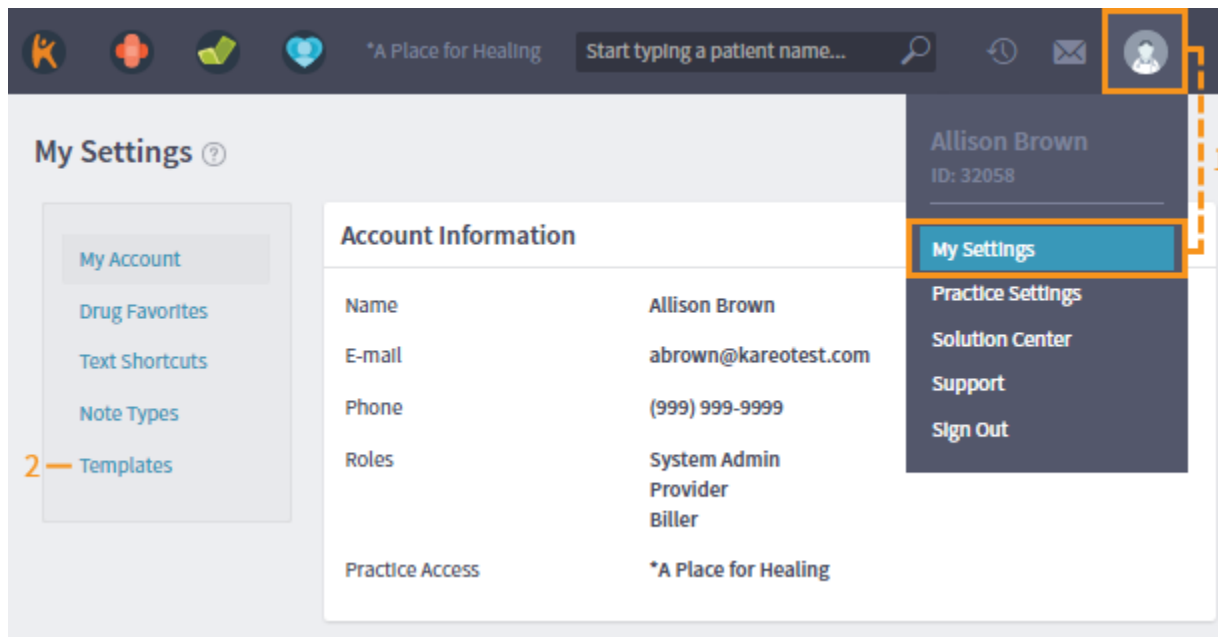 *A Place for Healing
Start typing a patient name...
My Settings ?
Allison Brown
ID: 32058
1
My Settings
Practice Settings
Solution Center
Support
Sign Out
My Account
Drug Favorites
Text Shortcuts
Note Types
2 Templates
Account Information
Name Allison Brown
E-mail abrown@kareotest.com
Phone (999) 999-9999
Roles System Admin
Provider
Biller
Practice Access *A Place for Healing